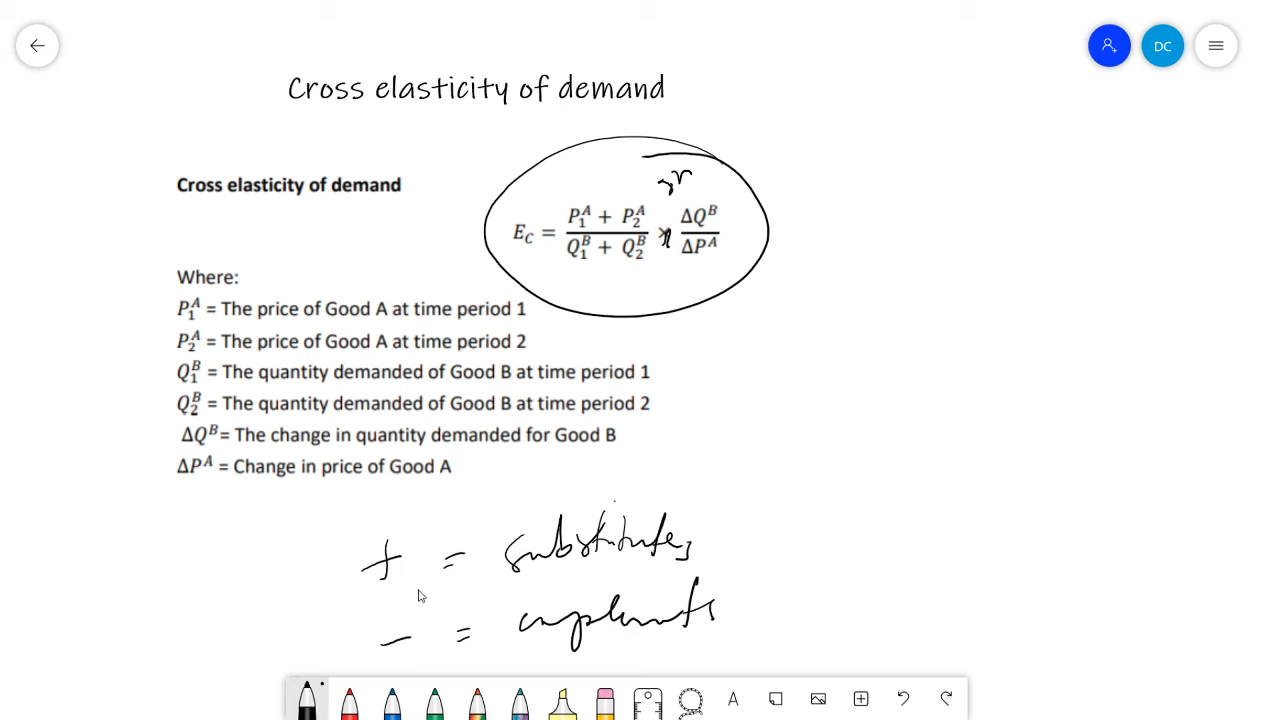 DC
Cross elasticity of demand
Cross elasticity of demand
E_C = (P_1^A + P_2^A) / (Q_1^B + Q_2^B) × ΔQ^B / ΔP^A
Where:
P_1^A = The price of Good A at time period 1
P_2^A = The price of Good A at time period 2
Q_1^B = The quantity demanded of Good B at time period 1
Q_2^B = The quantity demanded of Good B at time period 2
ΔQ^B= The change in quantity demanded for Good B
ΔP^A = Change in price of Good A
+ = substitutes
− =
A